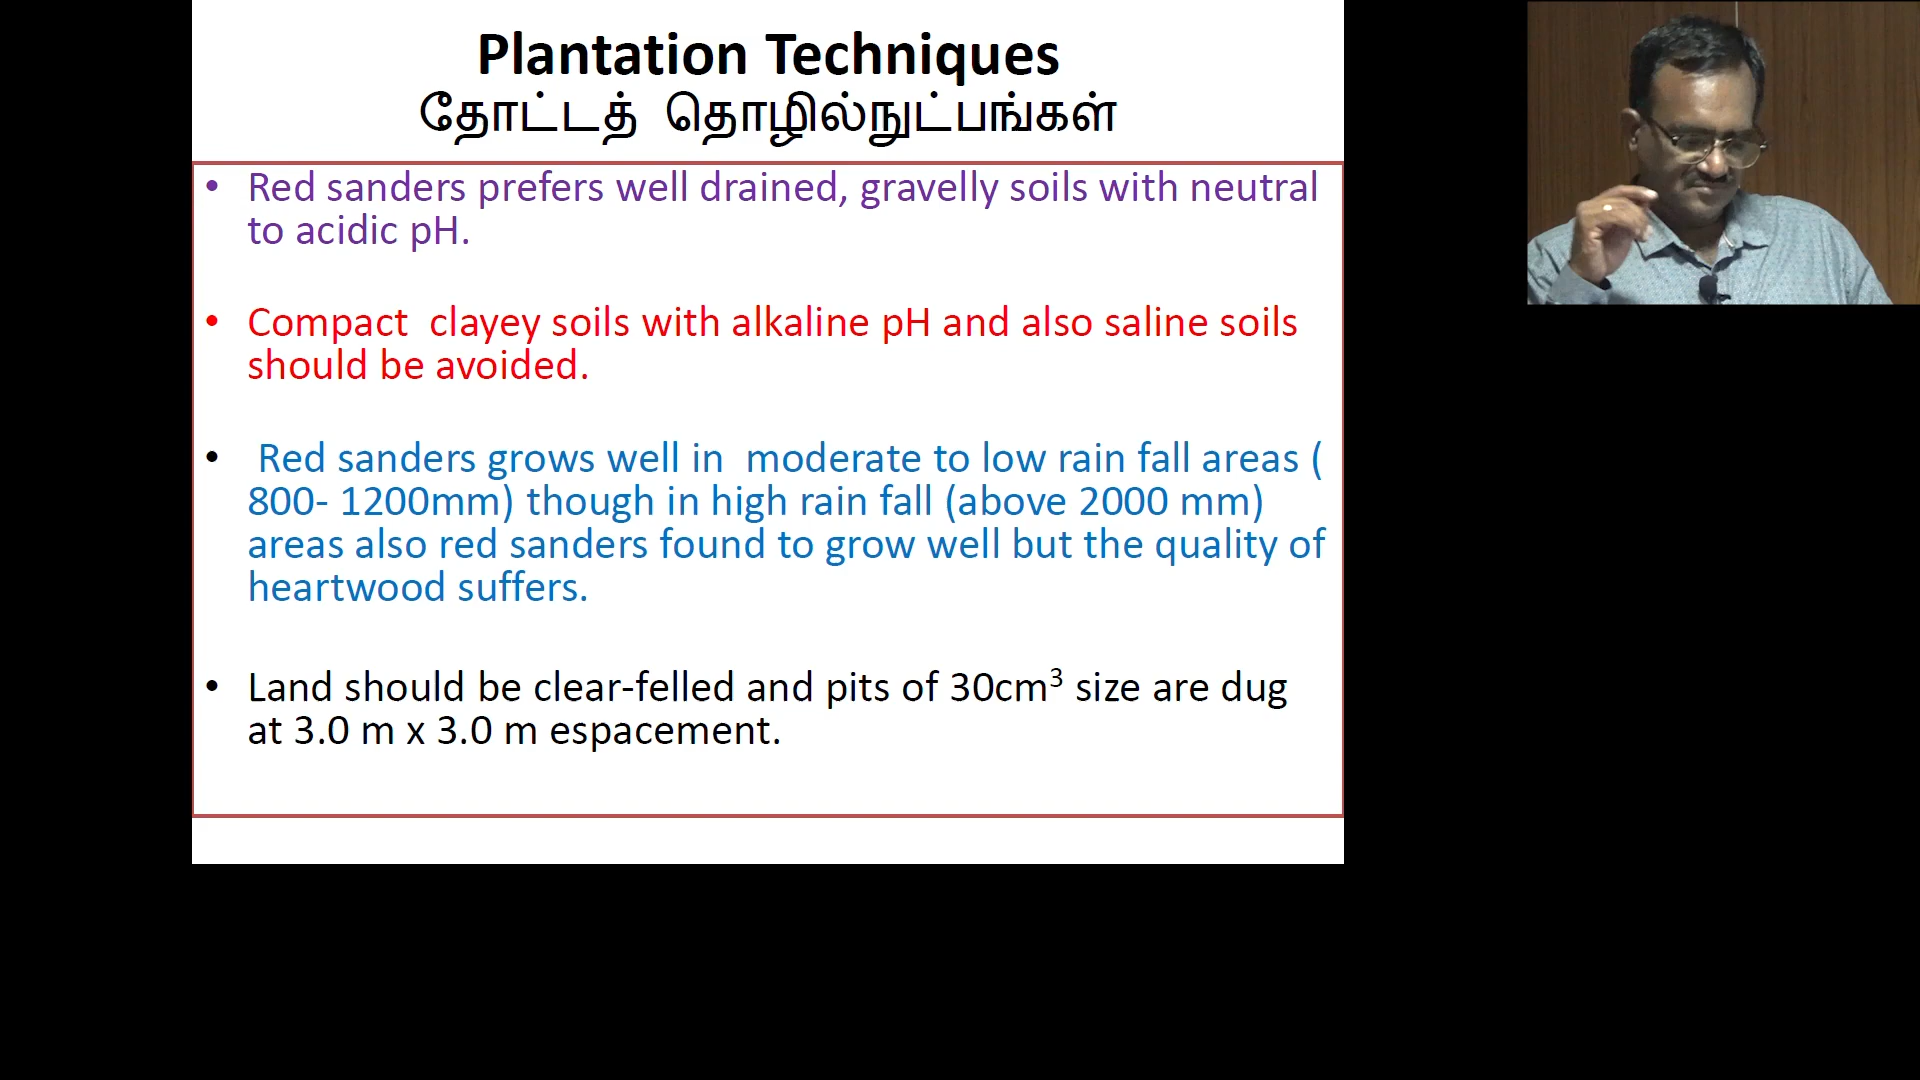 Plantation Techniques
தோட்டத் தொழில்நுட்பங்கள்
• Red sanders prefers well drained, gravelly soils with neutral
to acidic pH.
• Compact clayey soils with alkaline pH and also saline soils
should be avoided.
• Red sanders grows well in moderate to low rain fall areas (
800- 1200mm) though in high rain fall (above 2000 mm)
areas also red sanders found to grow well but the quality of
heartwood suffers.
• Land should be clear-felled and pits of 30cm³ size are dug
at 3.0 m x 3.0 m espacement.